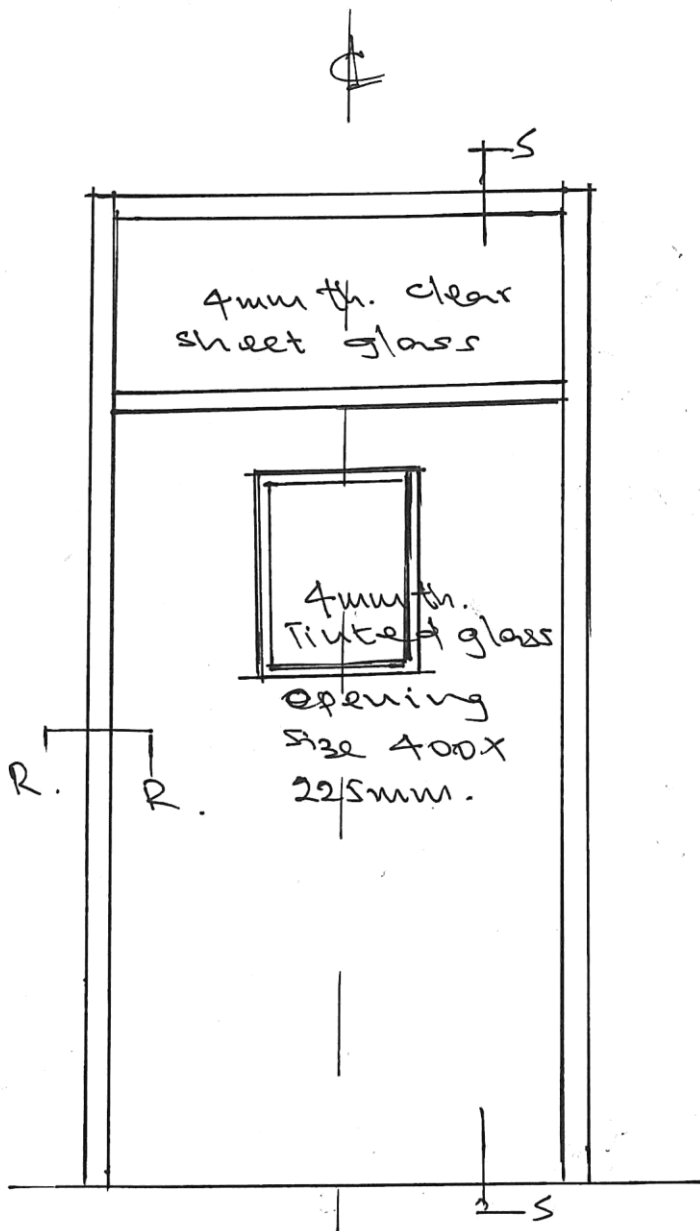 ℄
S
4mm th. clear
sheet glass
4mm th.
Tinted glass
opening
size 400X
225mm.
R.
R.
S